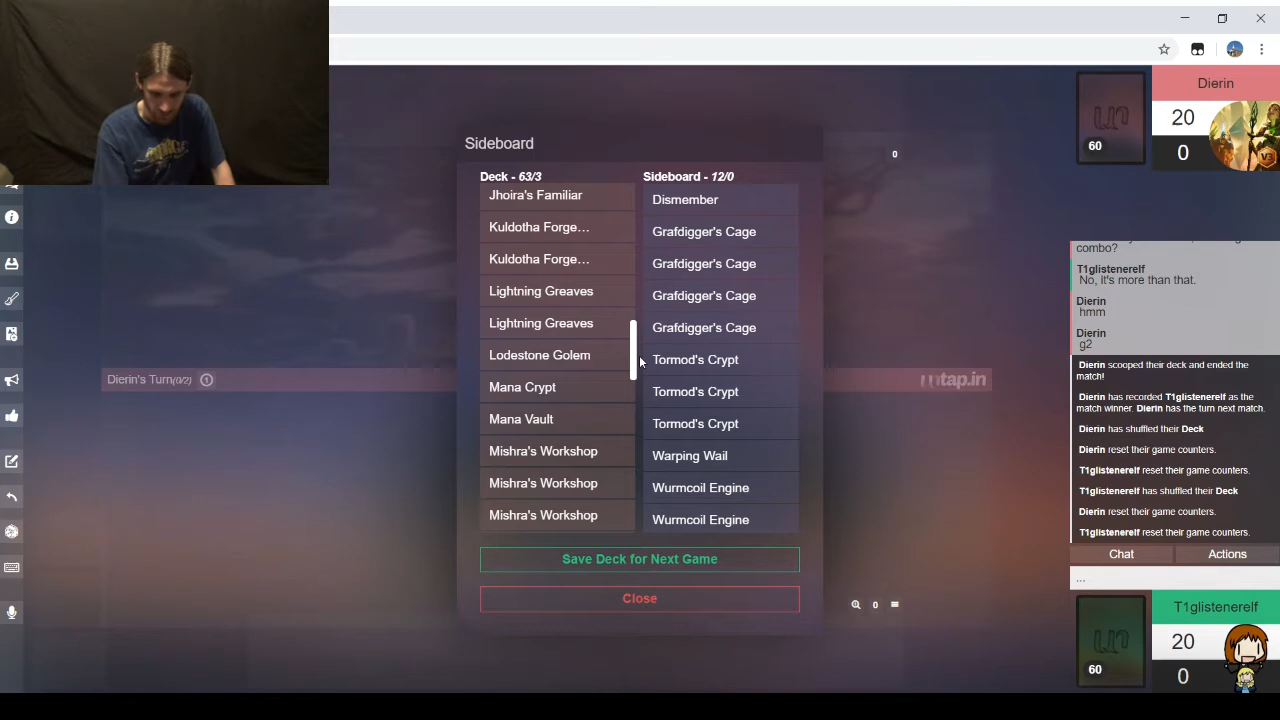 Dierin
20
0
60
0
Sideboard
Deck - 63/3
Sideboard - 12/0
Jhoira's Familiar
Kuldotha Forge…
Kuldotha Forge…
Lightning Greaves
Lightning Greaves
Lodestone Golem
Mana Crypt
Mana Vault
Mishra's Workshop
Mishra's Workshop
Mishra's Workshop
Dismember
Grafdigger's Cage
Grafdigger's Cage
Grafdigger's Cage
Grafdigger's Cage
Tormod's Crypt
Tormod's Crypt
Tormod's Crypt
Warping Wail
Wurmcoil Engine
Wurmcoil Engine
Save Deck for Next Game
Close
Dierin's Turn(0/2) 1
untap.in
0
combo?
T1glistenerelf
No, it's more than that.
Dierin
hmm
Dierin
g2
Dierin scooped their deck and ended the
match!
Dierin has recorded T1glistenerelf as the
match winner. Dierin has the turn next match.
Dierin has shuffled their Deck
Dierin reset their game counters.
T1glistenerelf reset their game counters.
T1glistenerelf has shuffled their Deck
Dierin reset their game counters.
T1glistenerelf reset their game counters.
Chat
Actions
...
T1glistenerelf
20
0
60
V3